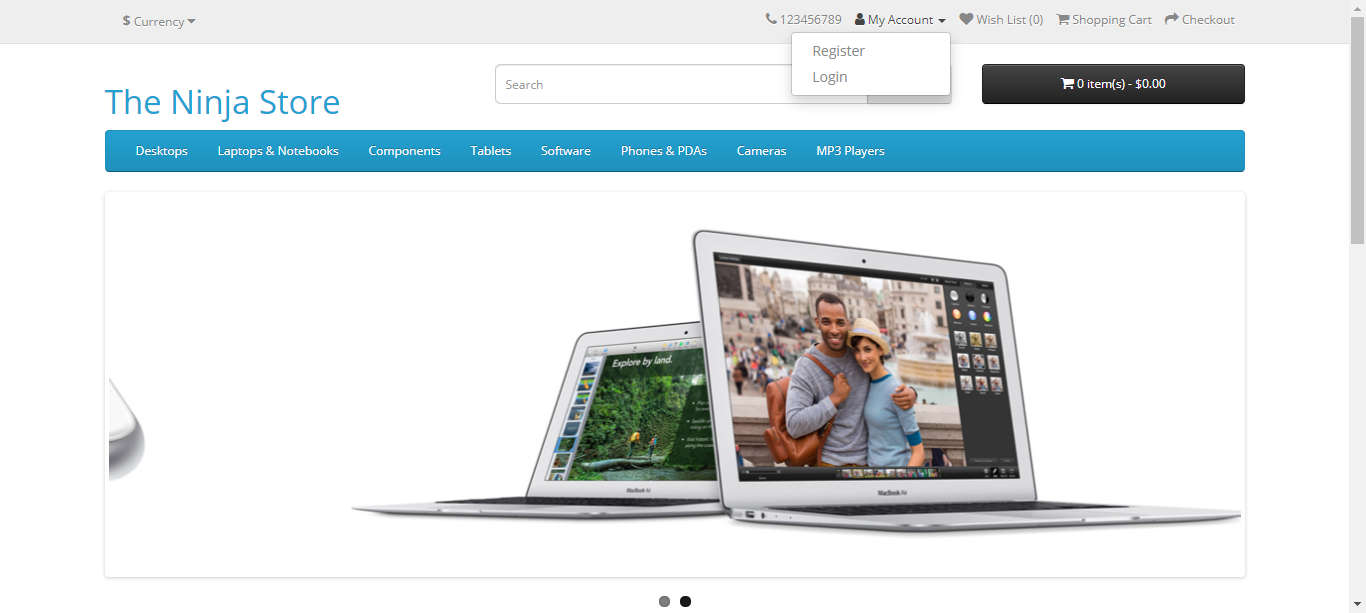 $ Currency
123456789 My Account Wish List (0) Shopping Cart Checkout
Register
Login
The Ninja Store
Search
0 item(s) - $0.00
Desktops Laptops & Notebooks Components Tablets Software Phones & PDAs Cameras MP3 Players
Explore by land.
MacBook Air
MacBook Air